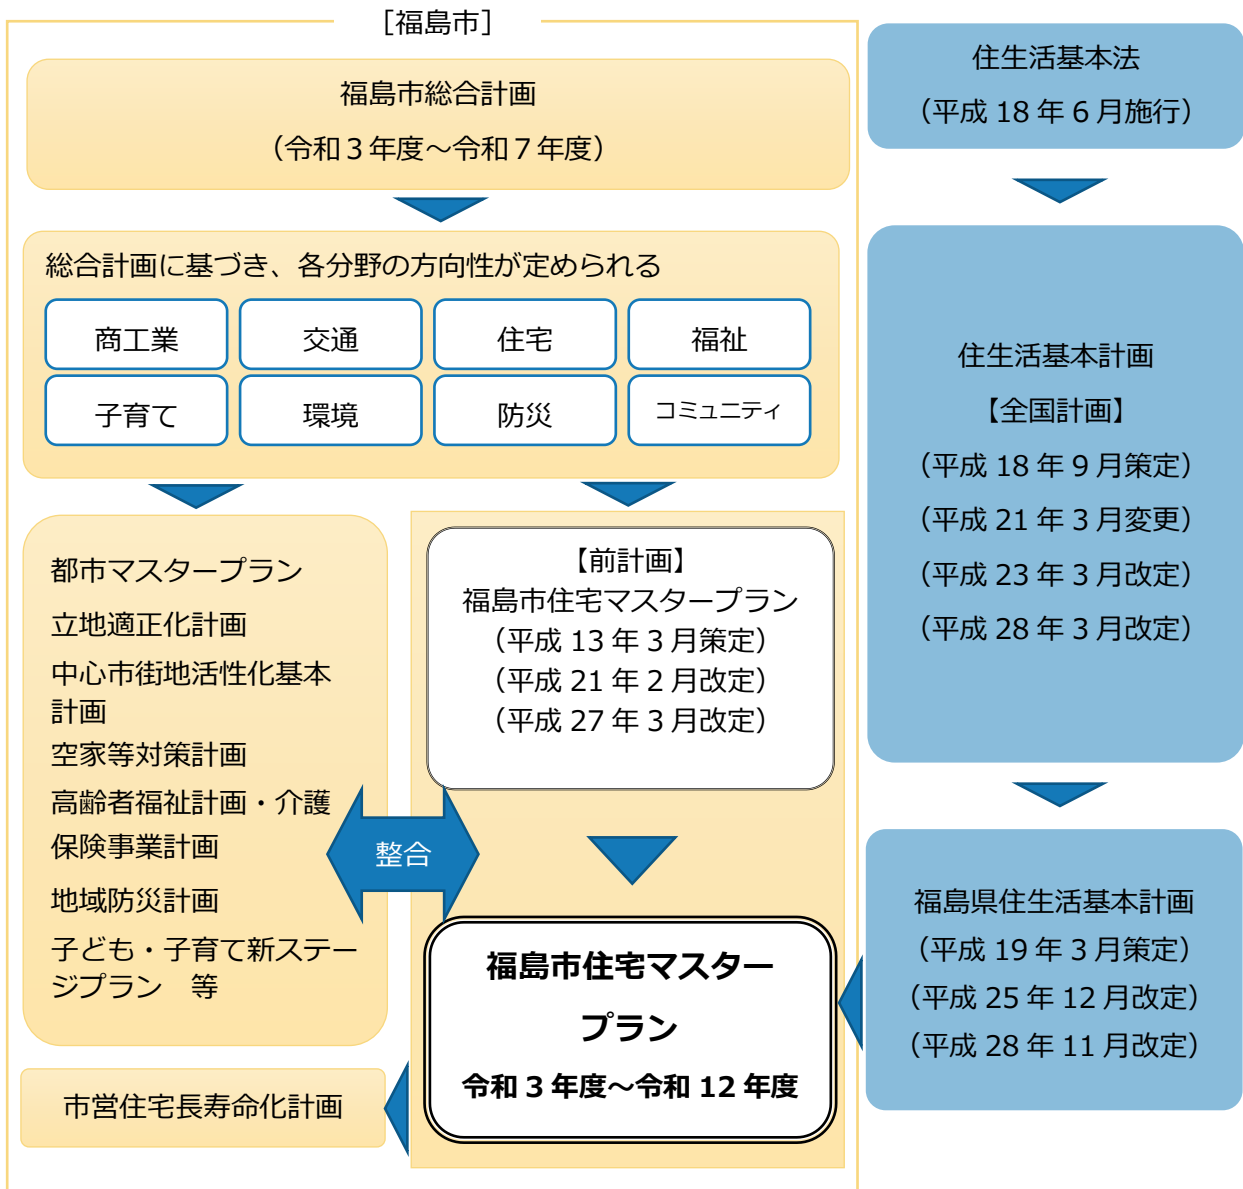 ［福島市］
福島市総合計画
（令和３年度～令和７年度）
総合計画に基づき、各分野の方向性が定められる
商工業
交通
住宅
福祉
子育て
環境
防災
コミュニティ
都市マスタープラン
立地適正化計画
中心市街地活性化基本
計画
空家等対策計画
高齢者福祉計画・介護
保険事業計画
地域防災計画
子ども・子育て新ステー
ジプラン　等
整合
【前計画】
福島市住宅マスタープラン
（平成 13 年 3 月策定）
（平成 21 年 2 月改定）
（平成 27 年 3 月改定）
福島市住宅マスター
プラン
令和 3 年度～令和 12 年度
市営住宅長寿命化計画
住生活基本法
（平成 18 年 6 月施行）
住生活基本計画
【全国計画】
（平成 18 年 9 月策定）
（平成 21 年 3 月変更）
（平成 23 年 3 月改定）
（平成 28 年 3 月改定）
福島県住生活基本計画
（平成 19 年 3 月策定）
（平成 25 年 12 月改定）
（平成 28 年 11 月改定）